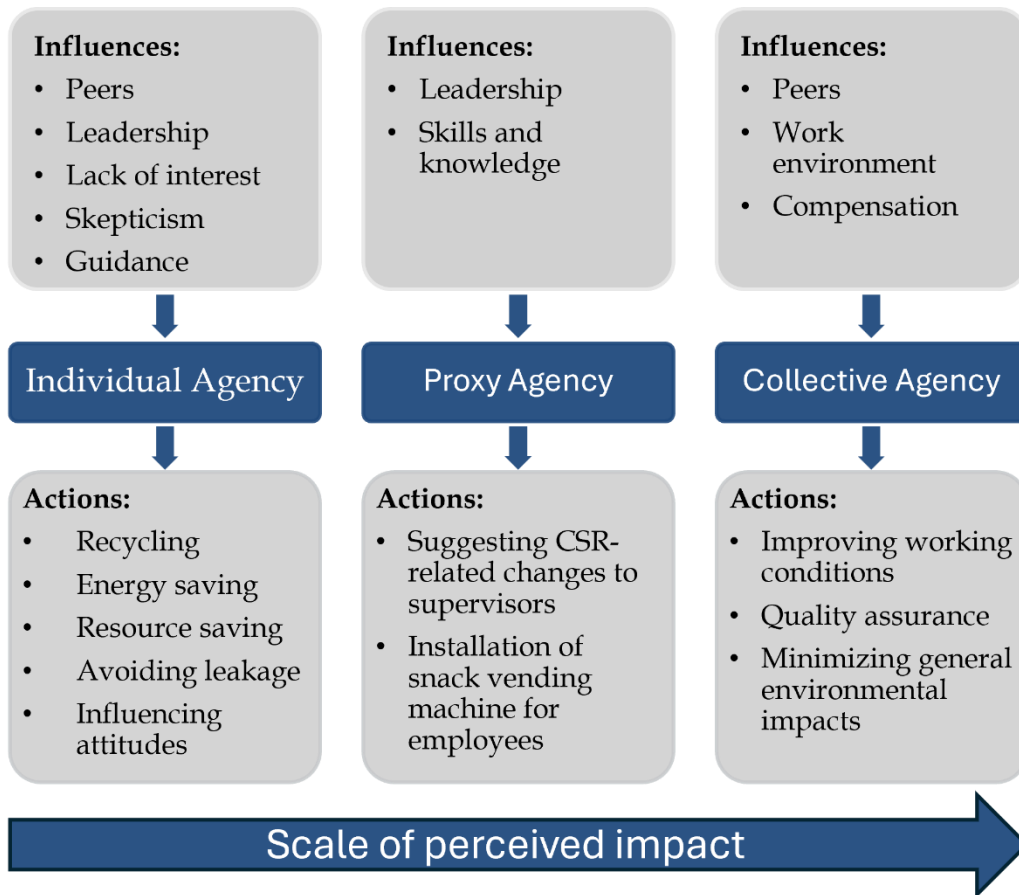 Influences:
• Peers
• Leadership
• Lack of interest
• Skepticism
• Guidance
Individual Agency
Actions:
• Recycling
• Energy saving
• Resource saving
• Avoiding leakage
• Influencing
attitudes
Influences:
• Leadership
• Skills and
knowledge
Proxy Agency
Actions:
• Suggesting CSR-
related changes to
supervisors
• Installation of
snack vending
machine for
employees
Influences:
• Peers
• Work
environment
• Compensation
Collective Agency
Actions:
• Improving working
conditions
• Quality assurance
• Minimizing general
environmental
impacts
Scale of perceived impact